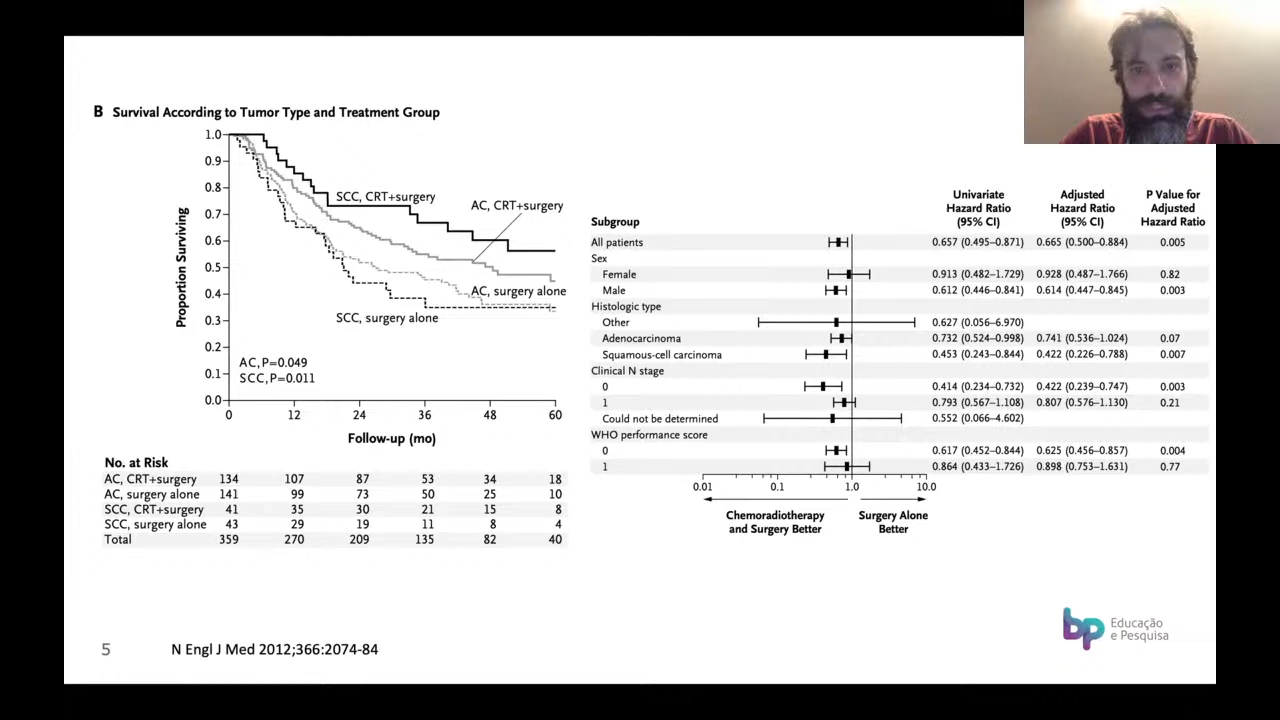 B Survival According to Tumor Type and Treatment Group
1.0
0.9
0.8
0.7
0.6
0.5
0.4
0.3
0.2
0.1
0.0
Proportion Surviving
SCC, CRT+surgery
AC, CRT+surgery
AC, surgery alone
SCC, surgery alone
AC, P=0.049
SCC, P=0.011
0 12 24 36 48 60
Follow-up (mo)
No. at Risk
AC, CRT+surgery 134 107 87 53 34 18
AC, surgery alone 141 99 73 50 25 10
SCC, CRT+surgery 41 35 30 21 15 8
SCC, surgery alone 43 29 19 11 8 4
Total 359 270 209 135 82 40
Subgroup
Univariate
Hazard Ratio
(95% CI)
Adjusted
Hazard Ratio
(95% CI)
P Value for
Adjusted
Hazard Ratio
All patients 0.657 (0.495–0.871) 0.665 (0.500–0.884) 0.005
Sex
Female 0.913 (0.482–1.729) 0.928 (0.487–1.766) 0.82
Male 0.612 (0.446–0.841) 0.614 (0.447–0.845) 0.003
Histologic type
Other 0.627 (0.056–6.970)
Adenocarcinoma 0.732 (0.524–0.998) 0.741 (0.536–1.024) 0.07
Squamous-cell carcinoma 0.453 (0.243–0.844) 0.422 (0.226–0.788) 0.007
Clinical N stage
0 0.414 (0.234–0.732) 0.422 (0.239–0.747) 0.003
1 0.793 (0.567–1.108) 0.807 (0.576–1.130) 0.21
Could not be determined 0.552 (0.066–4.602)
WHO performance score
0 0.617 (0.452–0.844) 0.625 (0.456–0.857) 0.004
1 0.864 (0.433–1.726) 0.898 (0.753–1.631) 0.77
0.01 0.1 1.0 10.0
Chemoradiotherapy
and Surgery Better
Surgery Alone
Better
5
N Engl J Med 2012;366:2074-84
bp
Educação
e Pesquisa